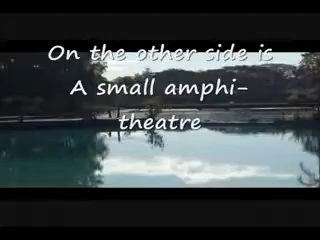 On the other side is
A small amphi-
theatre